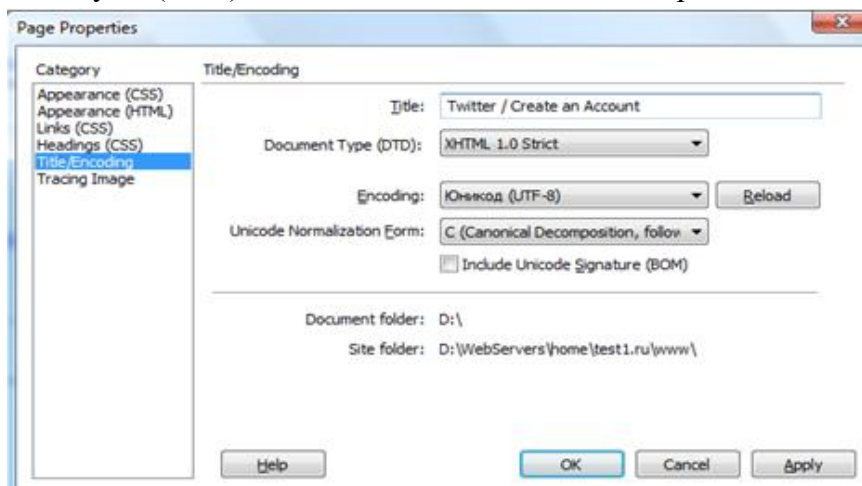 Page Properties
Category
Appearance (CSS)
Appearance (HTML)
Links (CSS)
Headings (CSS)
Title/Encoding
Tracing Image
Title/Encoding
Title: Twitter / Create an Account
Document Type (DTD): XHTML 1.0 Strict
Encoding: Юникод (UTF-8) Reload
Unicode Normalization Form: C (Canonical Decomposition, follow
Include Unicode Signature (BOM)
Document folder: D:\
Site folder: D:\WebServers\home\test1.ru\www\
Help OK Cancel Apply